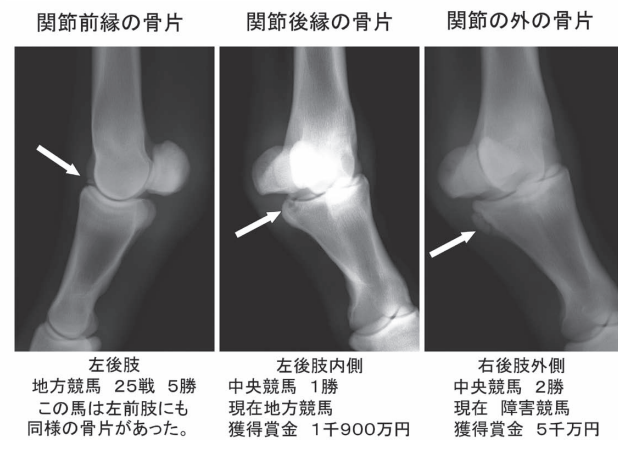 関節前縁の骨片
関節後縁の骨片
関節の外の骨片
左後肢
地方競馬 25戦 5勝
この馬は左前肢にも
同様の骨片があった。
左後肢内側
中央競馬 1勝
現在地方競馬
獲得賞金 1千900万円
右後肢外側
中央競馬 2勝
現在 障害競馬
獲得賞金 5千万円